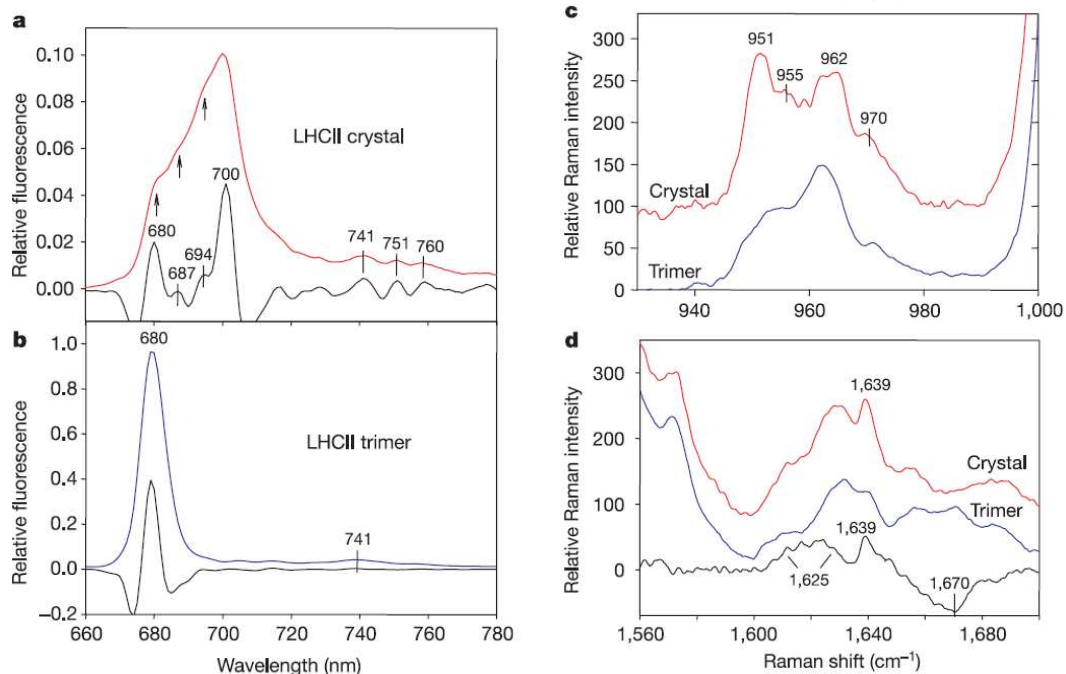 a
Relative fluorescence
0.10
0.08
0.06
0.04
0.02
0.00
LHCII crystal
680
687
694
700
741
751
760
b
Relative fluorescence
1.0
0.8
0.6
0.4
0.2
0.0
–0.2
680
LHCII trimer
741
660 680 700 720 740 760 780
Wavelength (nm)
c
Relative Raman intensity
300
250
200
150
100
50
0
951
955
962
970
Crystal
Trimer
940 960 980 1,000
d
Relative Raman intensity
300
200
100
0
1,639
Crystal
Trimer
1,639
1,625
1,670
1,560 1,600 1,640 1,680
Raman shift (cm⁻¹)